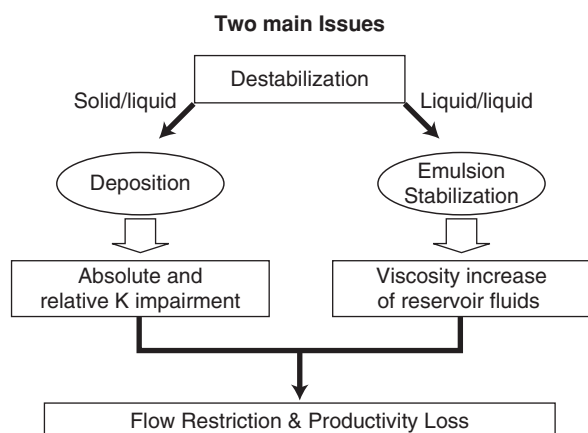 Two main Issues
Destabilization
Solid/liquid
Liquid/liquid
Deposition
Emulsion
Stabilization
Absolute and
relative K impairment
Viscosity increase
of reservoir fluids
Flow Restriction & Productivity Loss